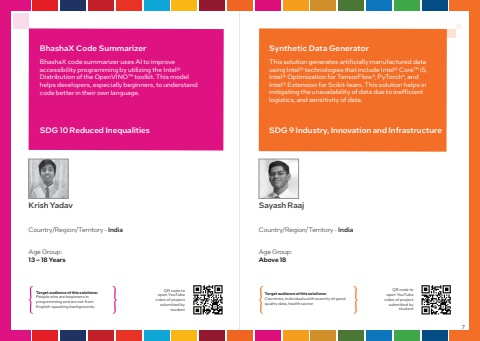 BhashaX Code Summarizer
BhashaX code summarizer uses AI to improve
accessibility programming by utilizing the Intel®
Distribution of the OpenVINO™ toolkit. This model
helps developers, especially beginners, to understand
code better in their own language.
SDG 10 Reduced Inequalities
Krish Yadav
Country/Region/Territory - India
Age Group:
13 – 18 Years
Target audience of this solutions:
People who are beginners in
programming and are not from
English-speaking backgrounds.
QR code to
open YouTube
video of project
submitted by
student
Synthetic Data Generator
This solution generates artificially manufactured data
using Intel® technologies that include Intel® Core™ i5,
Intel® Optimization for TensorFlow*, PyTorch*, and
Intel® Extension for Scikit-learn. This solution helps in
mitigating the unavailability of data due to inefficient
logistics, and sensitivity of data.
SDG 9 Industry, Innovation and Infrastructure
Sayash Raaj
Country/Region/Territory - India
Age Group:
Above 18
Target audience of this solutions:
Countries, individuals with scarcity of good
quality data, health sector
QR code to
open YouTube
video of project
submitted by
student
7